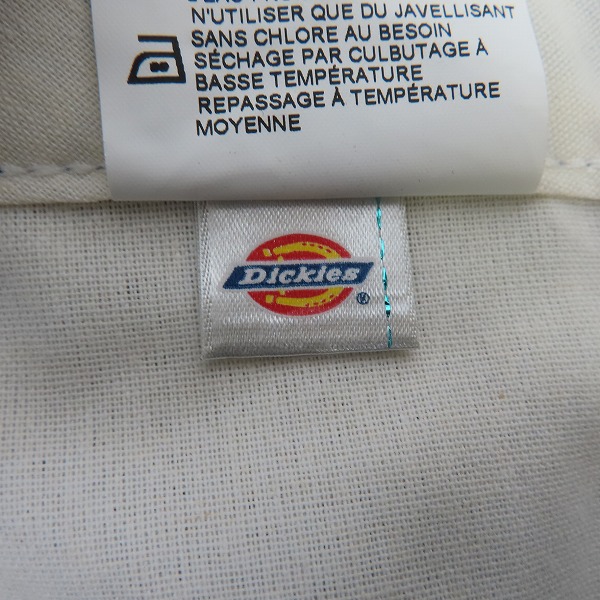 N'UTILISER QUE DU JAVELLISANT
SANS CHLORE AU BESOIN
SÉCHAGE PAR CULBUTAGE À
BASSE TEMPÉRATURE
REPASSAGE À TEMPÉRATURE
MOYENNE
Dickies
®